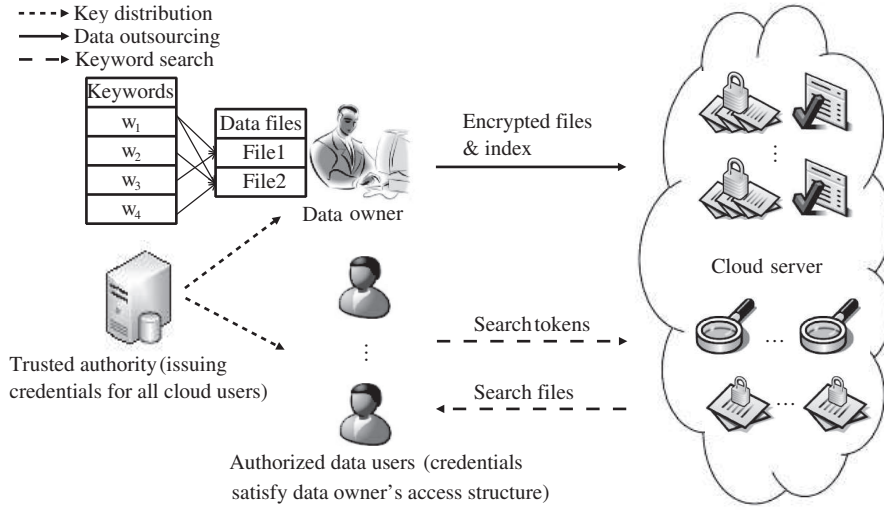 Key distribution
Data outsourcing
Keyword search
Keywords
w1
w2
w3
w4
Data files
File1
File2
Data owner
Encrypted files
& index
Cloud server
Trusted authority (issuing
credentials for all cloud users)
Search tokens
Search files
Authorized data users (credentials
satisfy data owner's access structure)